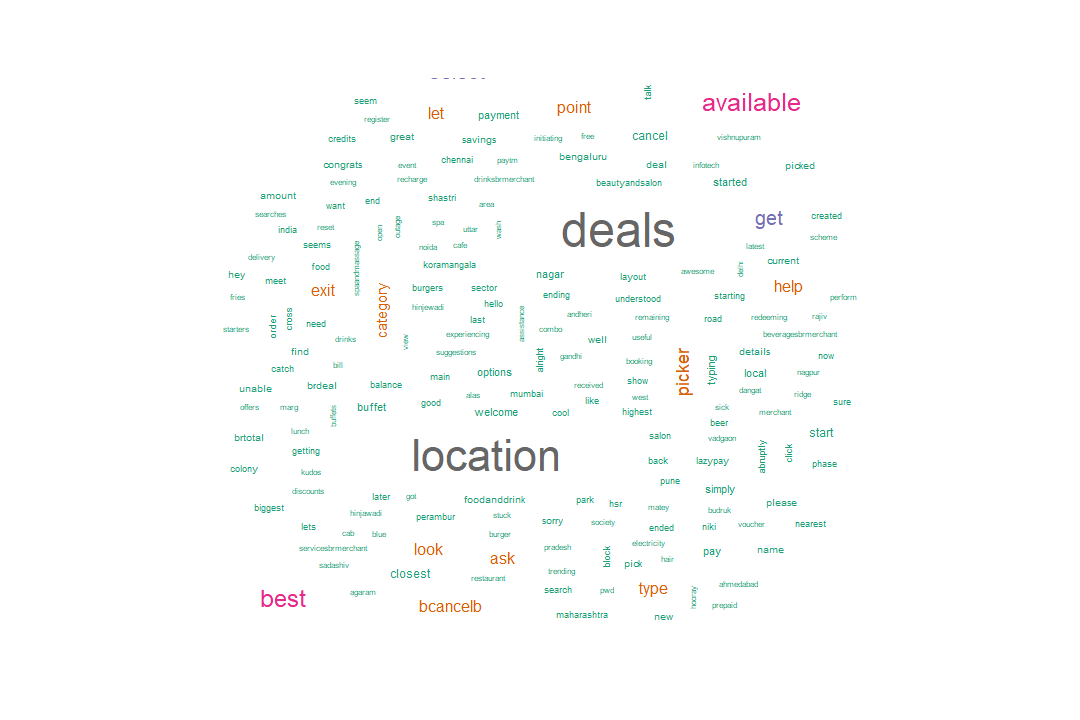 talk
available
seem
let
point
register
payment
credits
great
savings
initiating
free
cancel
vishnupuram
congrats
event
chennai
paytm
bengaluru
deal
infotech
picked
evening
recharge
drinksbrmerchant
beautyandsalon
started
amount
want
end
shastri
area
searches
india
reset
open
outage
spa
uttar
wash
deals
get
created
scheme
seems
spaandmassage
noida
cafe
latest
delivery
food
koramangala
nagar
layout
awesome
delhi
current
hey
meet
exit
category
burgers
sector
ending
understood
starting
help
perform
fries
hinjewadi
hello
last
assistance
andheri
remaining
road
redeeming
rajiv
starters
order
cross
need
drinks
view
experiencing
combo
well
useful
beveragesbrmerchant
find
suggestions
alright
gandhi
booking
picker
typing
details
now
catch
bill
main
options
received
show
local
nagpur
unable
brdeal
balance
alas
mumbai
like
west
dangat
ridge
offers
marg
buffets
buffet
good
welcome
cool
highest
sick
merchant
sure
beer
brtotal
lunch
getting
location
salon
vadgaon
abruptly
click
start
colony
kudos
back
lazypay
phase
pune
discounts
later
got
foodanddrink
park
hsr
simply
biggest
hinjawadi
perambur
stuck
sorry
society
matey
budruk
please
lets
cab
blue
burger
ended
niki
voucher
nearest
servicesbrmerchant
look
ask
pradesh
block
electricity
hair
pay
name
sadashiv
closest
restaurant
trending
pick
best
agaram
bcancelb
search
pwd
type
hooray
ahmedabad
prepaid
maharashtra
new